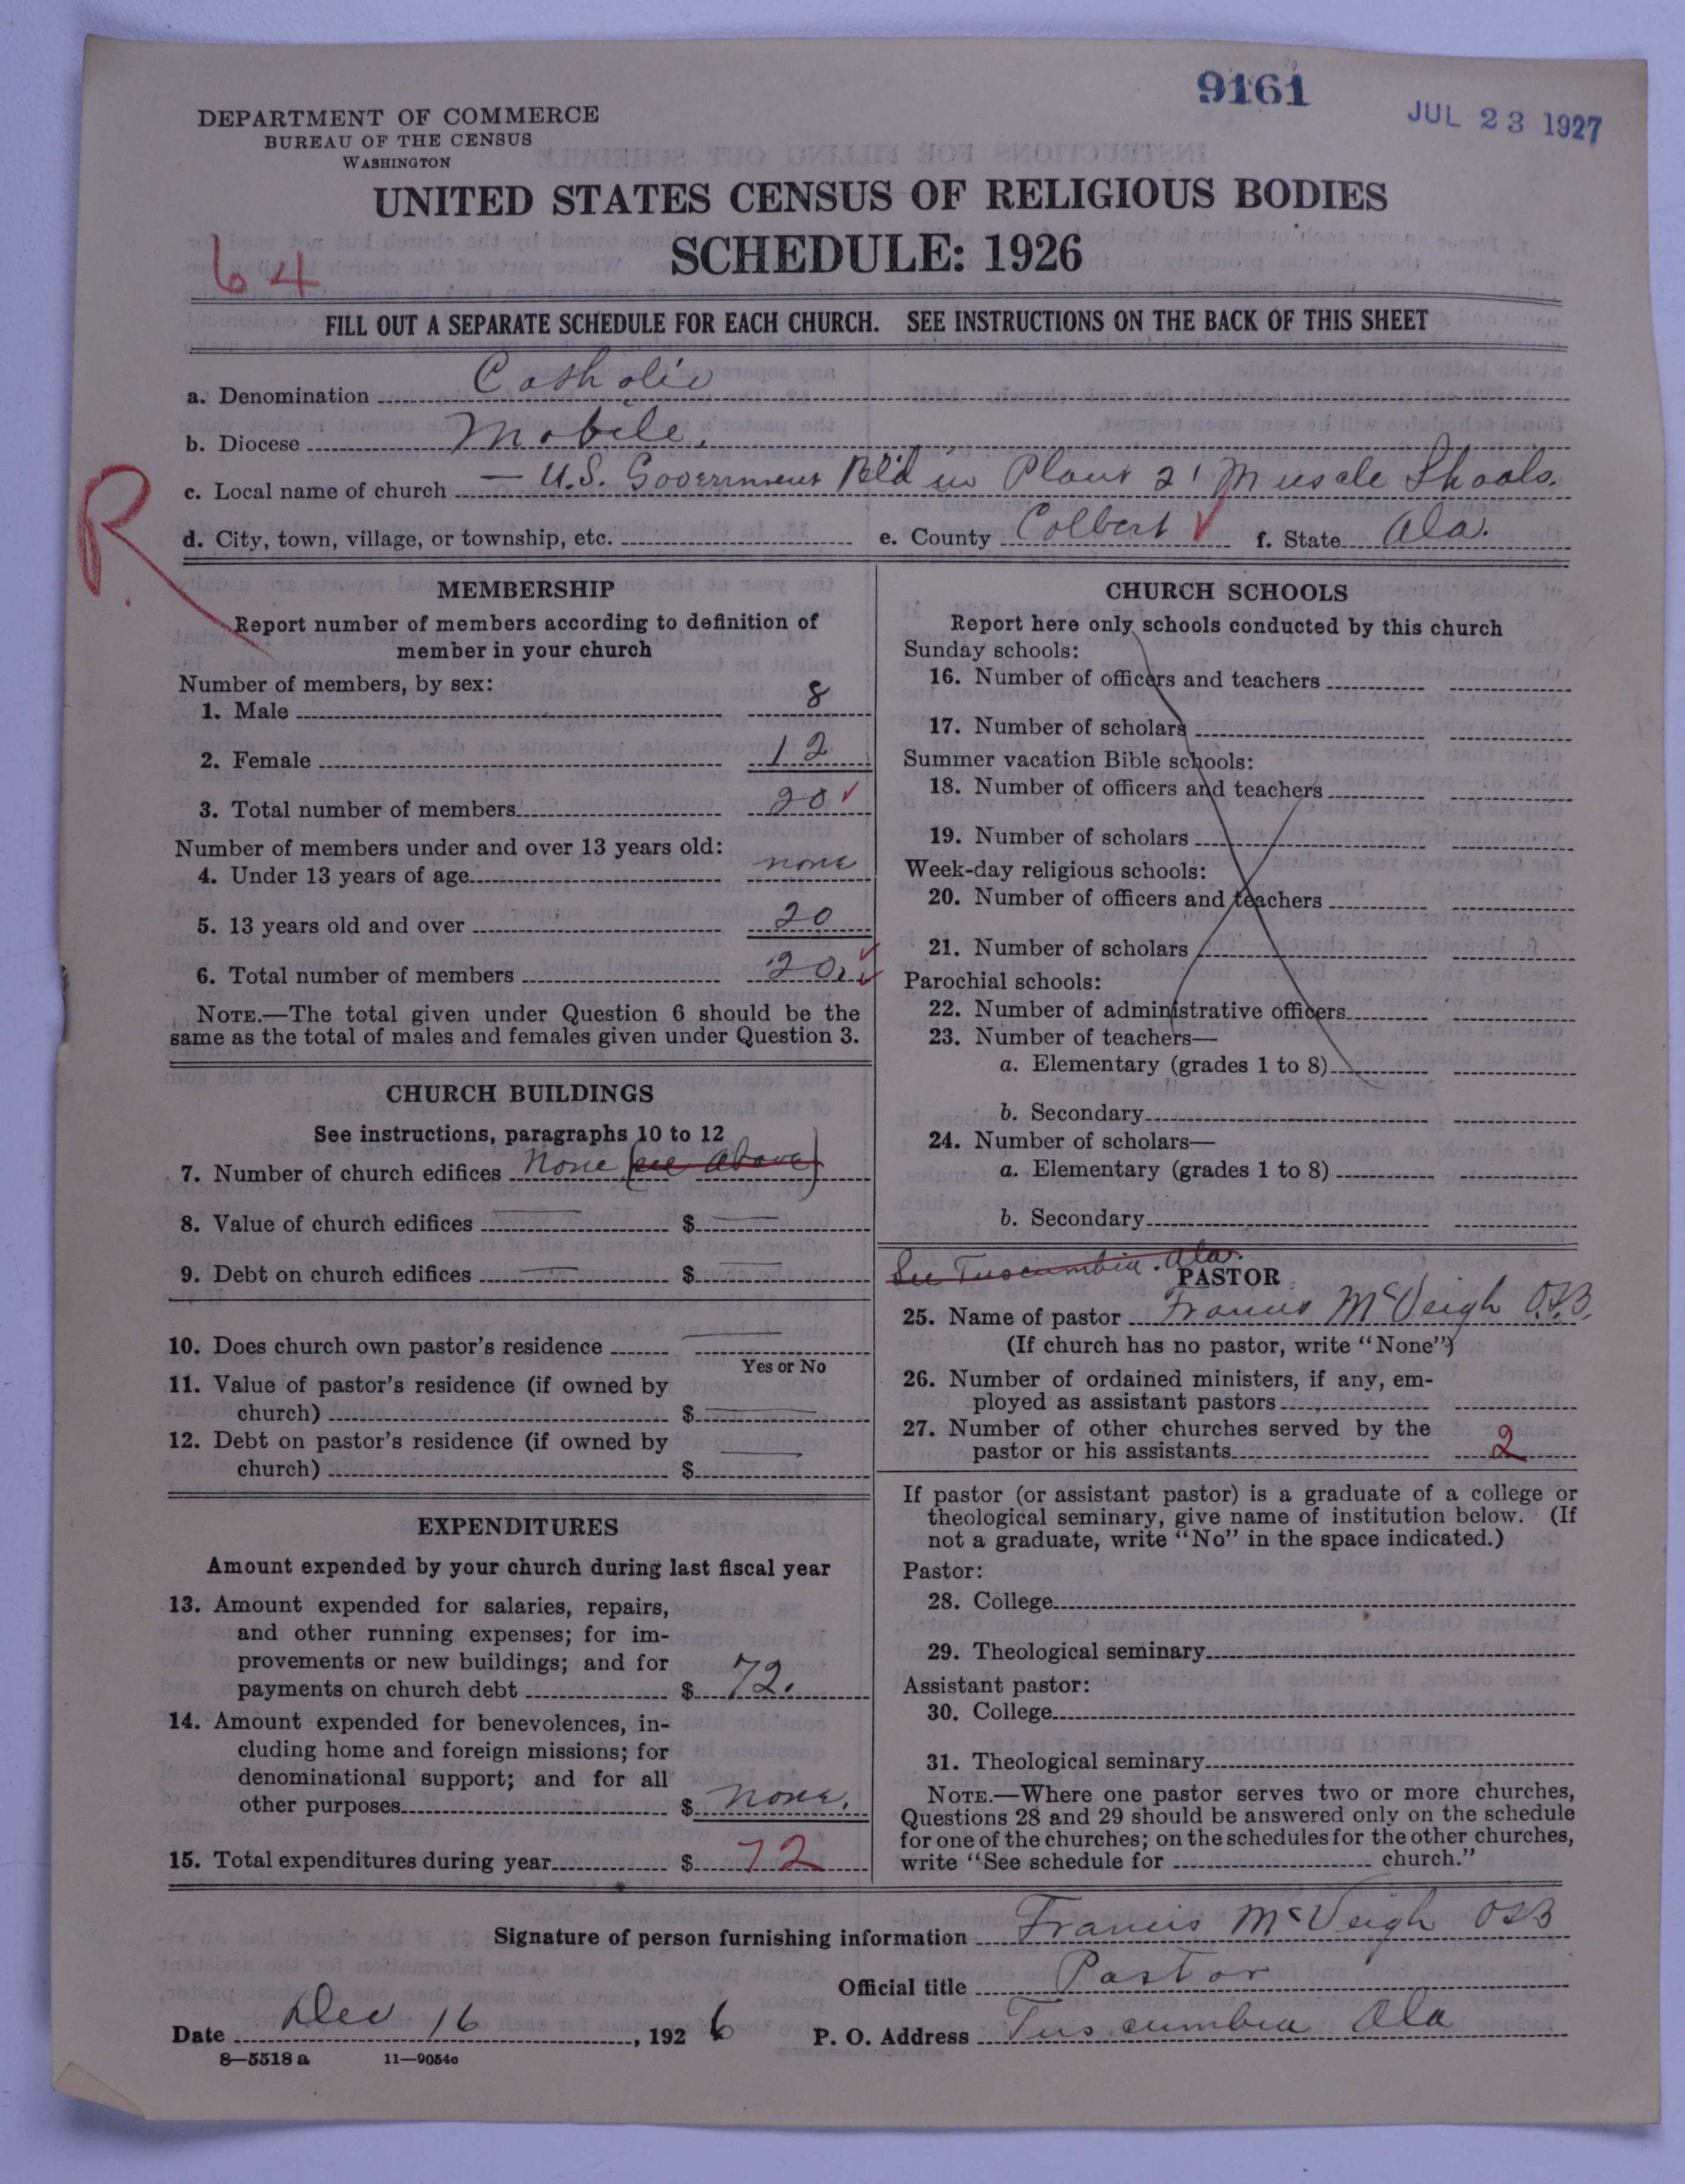 9161
JUL 23 1927
DEPARTMENT OF COMMERCE
BUREAU OF THE CENSUS
WASHINGTON
UNITED STATES CENSUS OF RELIGIOUS BODIES
SCHEDULE: 1926
64
FILL OUT A SEPARATE SCHEDULE FOR EACH CHURCH. SEE INSTRUCTIONS ON THE BACK OF THIS SHEET
a. Denomination Catholic
b. Diocese Mobile.
c. Local name of church — U.S. Government Bld in Plant 2 Muscle Shoals.
d. City, town, village, or township, etc. e. County Colbert ✓ f. State Ala.
R
MEMBERSHIP
Report number of members according to definition of
member in your church
Number of members, by sex:
1. Male 8
2. Female 12
3. Total number of members 20 ✓
Number of members under and over 13 years old:
4. Under 13 years of age none
5. 13 years old and over 20
6. Total number of members 20 ✓
NOTE.—The total given under Question 6 should be the
same as the total of males and females given under Question 3.
CHURCH BUILDINGS
See instructions, paragraphs 10 to 12
7. Number of church edifices None (see above)
8. Value of church edifices — $ —
9. Debt on church edifices — $ —
10. Does church own pastor's residence —
Yes or No
11. Value of pastor's residence (if owned by
church) $ —
12. Debt on pastor's residence (if owned by
church) $ —
EXPENDITURES
Amount expended by your church during last fiscal year
13. Amount expended for salaries, repairs,
and other running expenses; for im-
provements or new buildings; and for
payments on church debt $ 72.
14. Amount expended for benevolences, in-
cluding home and foreign missions; for
denominational support; and for all
other purposes $ none.
15. Total expenditures during year $ 72
CHURCH SCHOOLS
Report here only schools conducted by this church
Sunday schools:
16. Number of officers and teachers
17. Number of scholars
Summer vacation Bible schools:
18. Number of officers and teachers
19. Number of scholars
Week-day religious schools:
20. Number of officers and teachers
21. Number of scholars
Parochial schools:
22. Number of administrative officers
23. Number of teachers—
a. Elementary (grades 1 to 8)
b. Secondary
24. Number of scholars—
a. Elementary (grades 1 to 8)
b. Secondary
See Tuscumbia. Ala.
PASTOR
25. Name of pastor Francis McVeigh O.S.B.
(If church has no pastor, write "None")
26. Number of ordained ministers, if any, em-
ployed as assistant pastors
27. Number of other churches served by the
pastor or his assistants 2
If pastor (or assistant pastor) is a graduate of a college or
theological seminary, give name of institution below. (If
not a graduate, write "No" in the space indicated.)
Pastor:
28. College
29. Theological seminary
Assistant pastor:
30. College
31. Theological seminary
NOTE.—Where one pastor serves two or more churches,
Questions 28 and 29 should be answered only on the schedule
for one of the churches; on the schedules for the other churches,
write "See schedule for church."
Signature of person furnishing information Francis McVeigh OSB
Official title Pastor
Date Dec 16, 1926 P. O. Address Tuscumbia Ala
8—5518 a 11—9054a